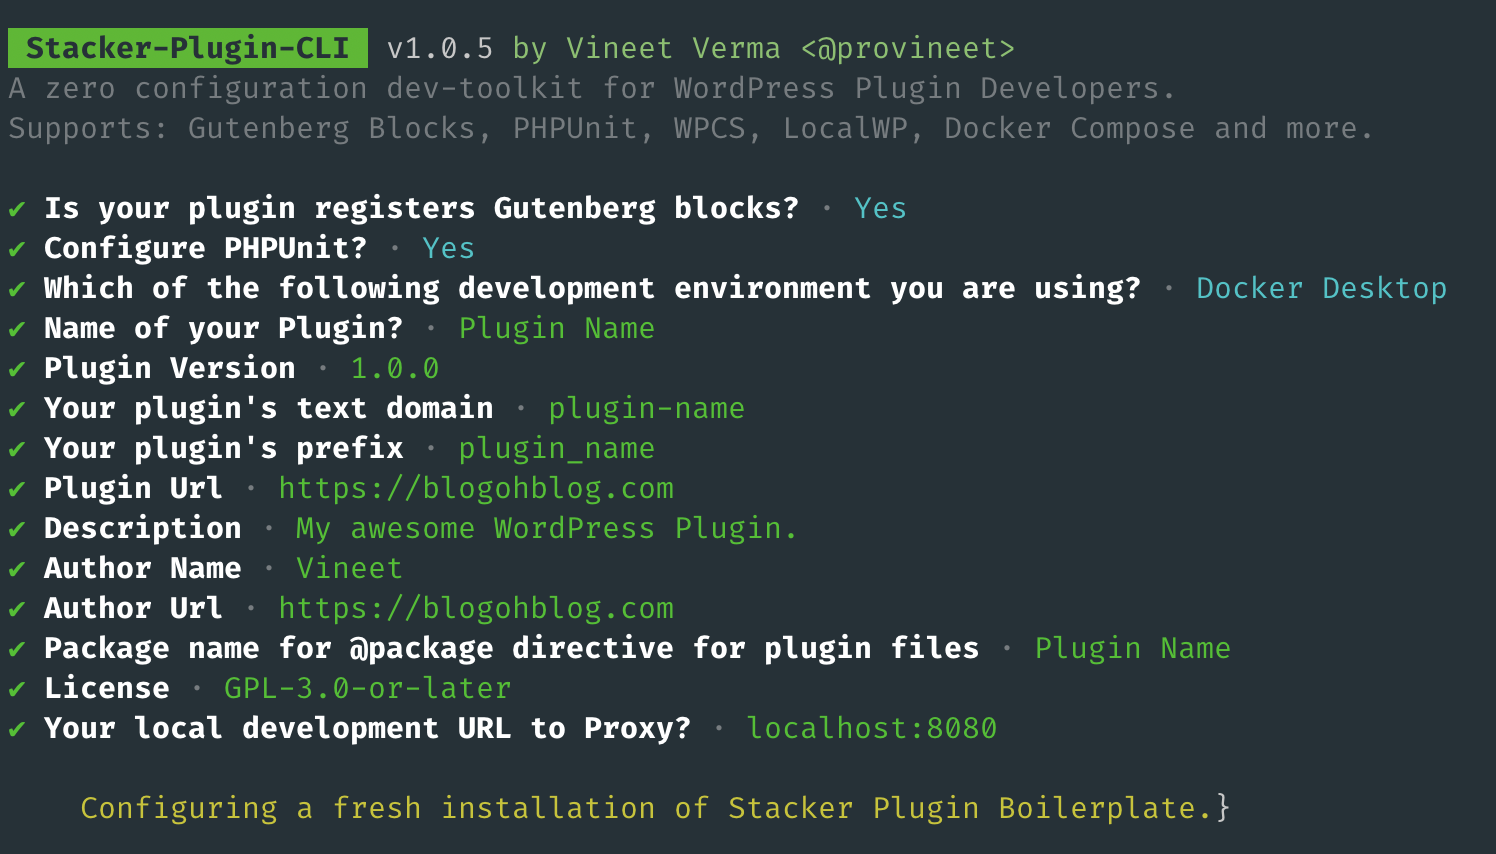 Stacker-Plugin-CLI v1.0.5 by Vineet Verma <@provineet>
A zero configuration dev-toolkit for WordPress Plugin Developers.
Supports: Gutenberg Blocks, PHPUnit, WPCS, LocalWP, Docker Compose and more.
✔ Is your plugin registers Gutenberg blocks? · Yes
✔ Configure PHPUnit? · Yes
✔ Which of the following development environment you are using? · Docker Desktop
✔ Name of your Plugin? · Plugin Name
✔ Plugin Version · 1.0.0
✔ Your plugin's text domain · plugin-name
✔ Your plugin's prefix · plugin_name
✔ Plugin Url · https://blogohblog.com
✔ Description · My awesome WordPress Plugin.
✔ Author Name · Vineet
✔ Author Url · https://blogohblog.com
✔ Package name for @package directive for plugin files · Plugin Name
✔ License · GPL-3.0-or-later
✔ Your local development URL to Proxy? · localhost:8080
Configuring a fresh installation of Stacker Plugin Boilerplate.}